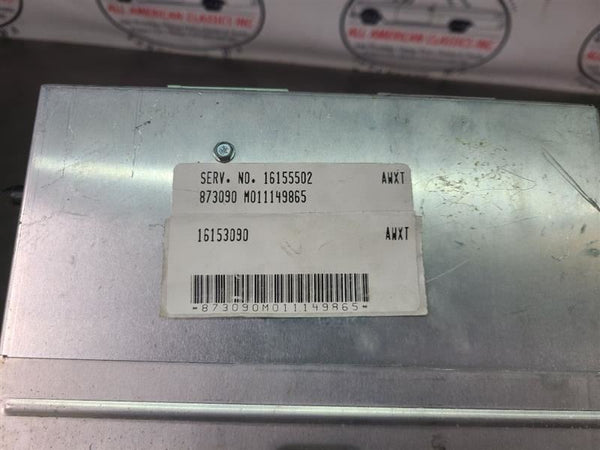 ALL AMERICAN CLASSICS INC
ALL AMERICAN CLASSICS INC.
SERV. NO. 16155502 AWXT
873090 M011149865
16153090 AWXT
-873090M011149865-